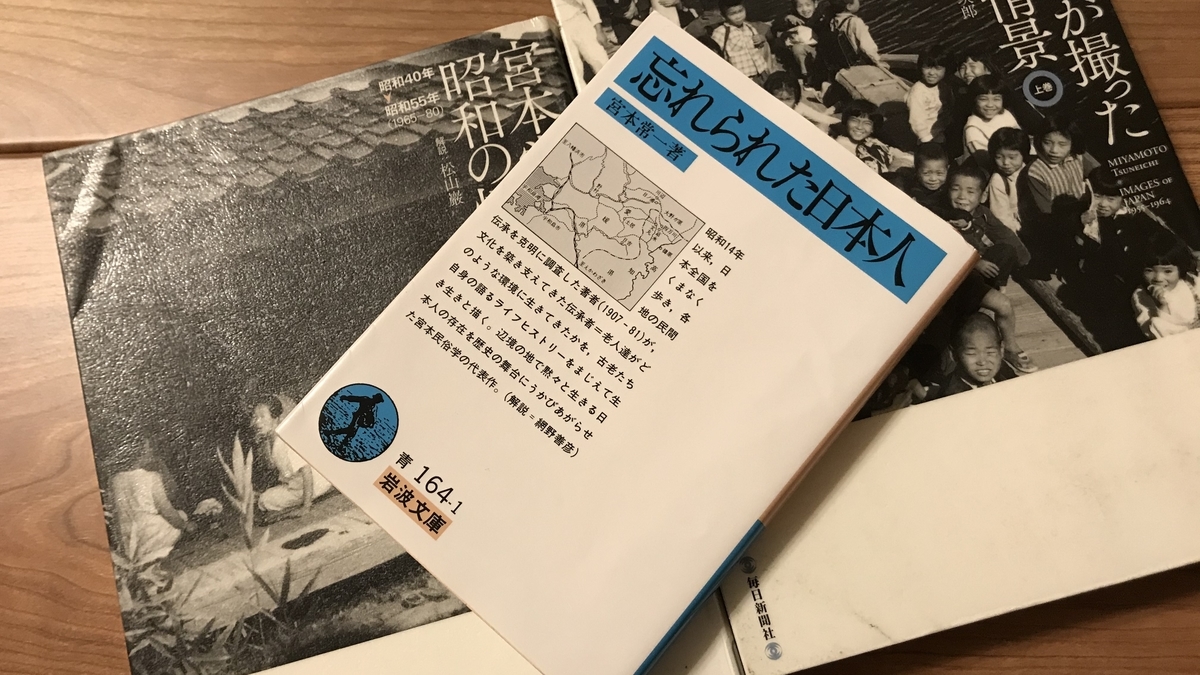 忘れられた日本人
宮本常一著
昭和14年
以来、日
本全国を
くまなく
歩き、各
地の民間
伝承を克明に調査した著者(1907-81)が、
文化を築き支えてきた伝承者=老人達がど
のような環境に生きてきたかを、古老たち
自身の語るライフヒストリーをまじえて生
き生きと描く。辺境の地で黙々と生きる日
本人の存在を歴史の舞台にうかびあがらせ
た宮本民俗学の代表作。(解説=網野善彦)
青 164-1
岩波文庫
宮本
昭和の
昭和40年
昭和55年
(1965-80)
解説 松山巖
が撮った
情景
上巻
MIYAMOTO
TSUNEICHI
IMAGES OF
JAPAN
1955-1964
毎日新聞社